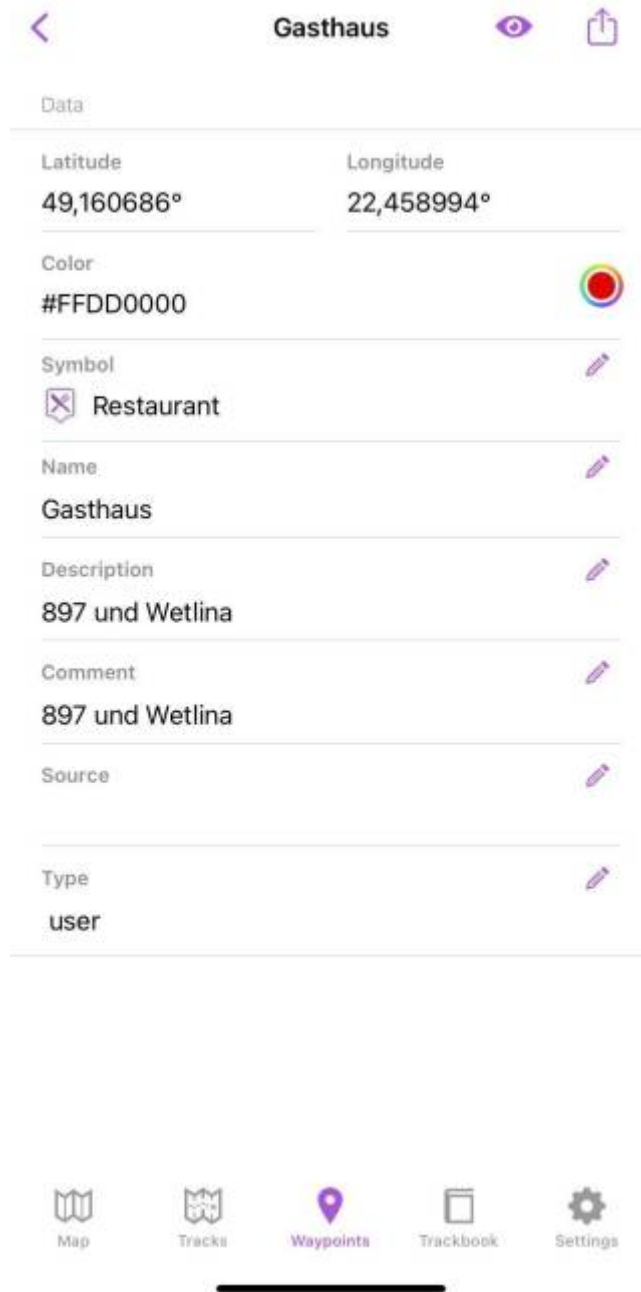 Gasthaus
Data
Latitude Longitude
49,160686° 22,458994°
Color
#FFDD0000
Symbol
Restaurant
Name
Gasthaus
Description
897 und Wetlina
Comment
897 und Wetlina
Source
Type
user
Map Tracks Waypoints Trackbook Settings